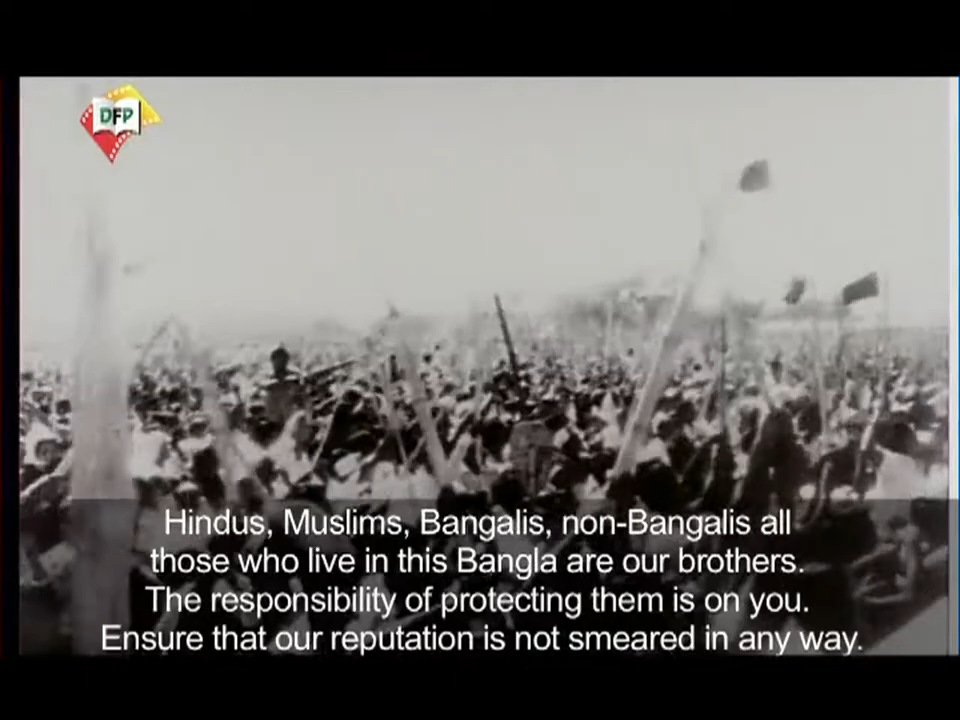 DFP
Hindus, Muslims, Bangalis, non-Bangalis all
those who live in this Bangla are our brothers.
The responsibility of protecting them is on you.
Ensure that our reputation is not smeared in any way.